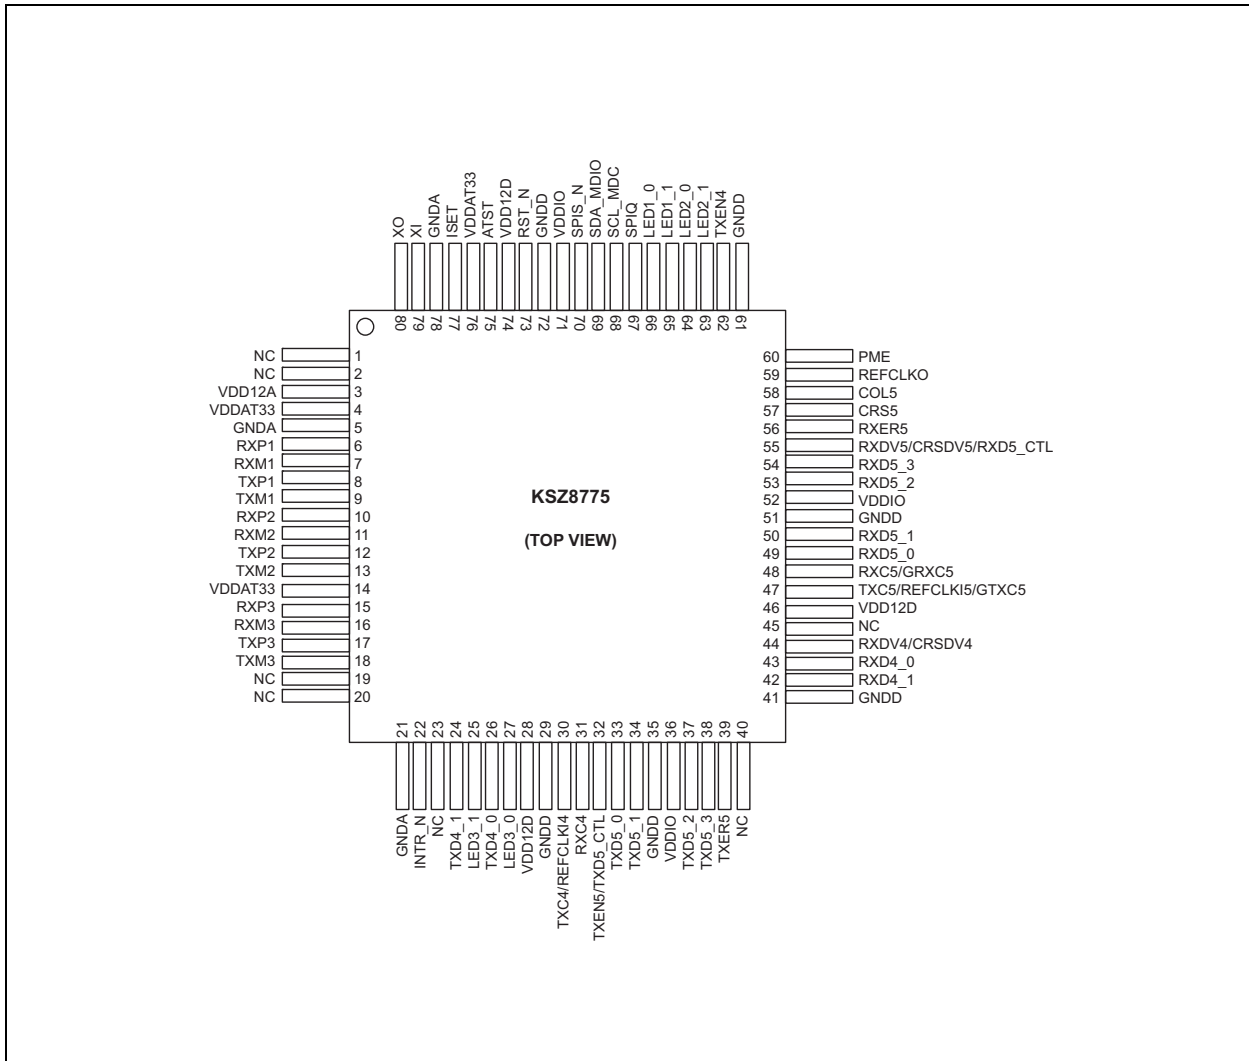 XO
XI
GNDA
ISET
VDDAT33
ATST
VDD12D
RST_N
GNDD
VDDIO
SPIS_N
SDA_MDIO
SCL_MDC
SPIQ
LED1_0
LED1_1
LED2_0
LED2_1
TXEN4
GNDD
80
79
78
77
76
75
74
73
72
71
70
69
68
67
66
65
64
63
62
61
NC 1
NC 2
VDD12A 3
VDDAT33 4
GNDA 5
RXP1 6
RXM1 7
TXP1 8
TXM1 9
RXP2 10
RXM2 11
TXP2 12
TXM2 13
VDDAT33 14
RXP3 15
RXM3 16
TXP3 17
TXM3 18
NC 19
NC 20
KSZ8775
(TOP VIEW)
60 PME
59 REFCLKO
58 COL5
57 CRS5
56 RXER5
55 RXDV5/CRSDV5/RXD5_CTL
54 RXD5_3
53 RXD5_2
52 VDDIO
51 GNDD
50 RXD5_1
49 RXD5_0
48 RXC5/GRXC5
47 TXC5/REFCLKI5/GTXC5
46 VDD12D
45 NC
44 RXDV4/CRSDV4
43 RXD4_0
42 RXD4_1
41 GNDD
21
22
23
24
25
26
27
28
29
30
31
32
33
34
35
36
37
38
39
40
GNDA
INTR_N
NC
TXD4_1
LED3_1
TXD4_0
LED3_0
VDD12D
GNDD
TXC4/REFCLKI4
RXC4
TXEN5/TXD5_CTL
TXD5_0
TXD5_1
GNDD
VDDIO
TXD5_2
TXD5_3
TXER5
NC